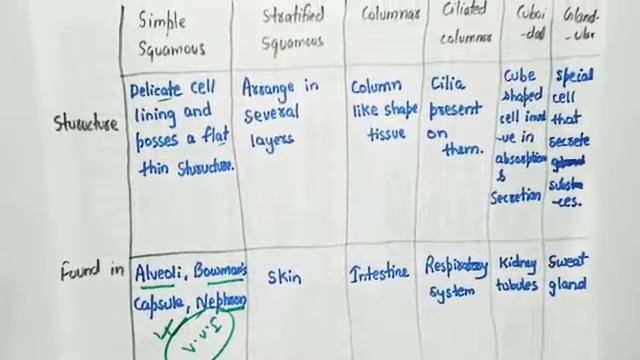 Simple
Squamous
Stratified
Squamous
Columnar
Ciliated
columnar
Cuboi
-dal
Gland-
-ular
Sturucture
Delicate cell
lining and
posses a flat
thin Sturucture.
Arrange in
several
layers
Column
like shape
tissue
Cilia
present
on
them.
Cube
shaped
cell invol
-ve in
absorption
&
Secretion
Speical
cell
that
secrete
substan
-ces.
Found in
Alveoli, Bowman's
Capsule, Nephron
V.V.I
Skin
Intestine
Respiratory
System
Kidney
tubules
Sweat
gland